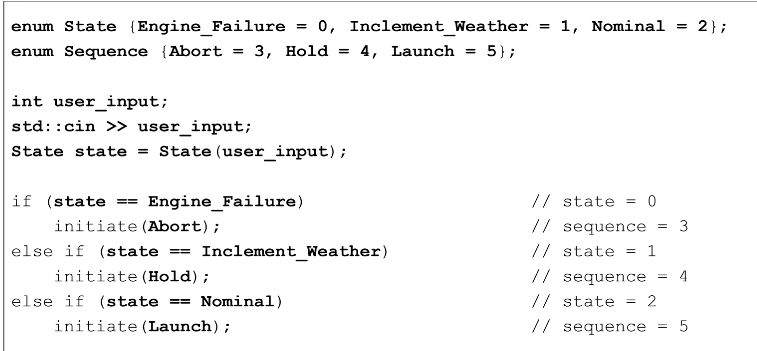 enum State {Engine_Failure = 0, Inclement_Weather = 1, Nominal = 2};
enum Sequence {Abort = 3, Hold = 4, Launch = 5};
int user_input;
std::cin >> user_input;
State state = State(user_input);
if (state == Engine_Failure) // state = 0
initiate(Abort); // sequence = 3
else if (state == Inclement_Weather) // state = 1
initiate(Hold); // sequence = 4
else if (state == Nominal) // state = 2
initiate(Launch); // sequence = 5